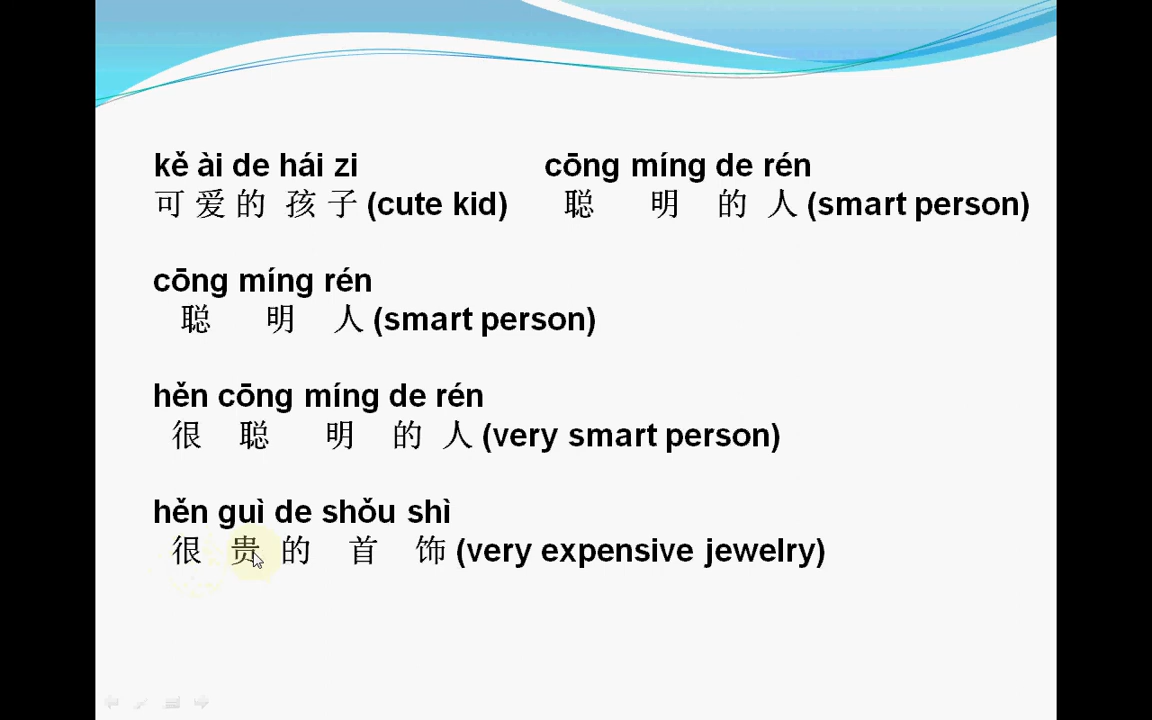 kě ài de hái zi cōng míng de rén
可 爱 的 孩 子 (cute kid) 聪 明 的 人 (smart person)
cōng míng rén
聪 明 人 (smart person)
hěn cōng míng de rén
很 聪 明 的 人 (very smart person)
hěn guì de shǒu shì
很 贵 的 首 饰 (very expensive jewelry)